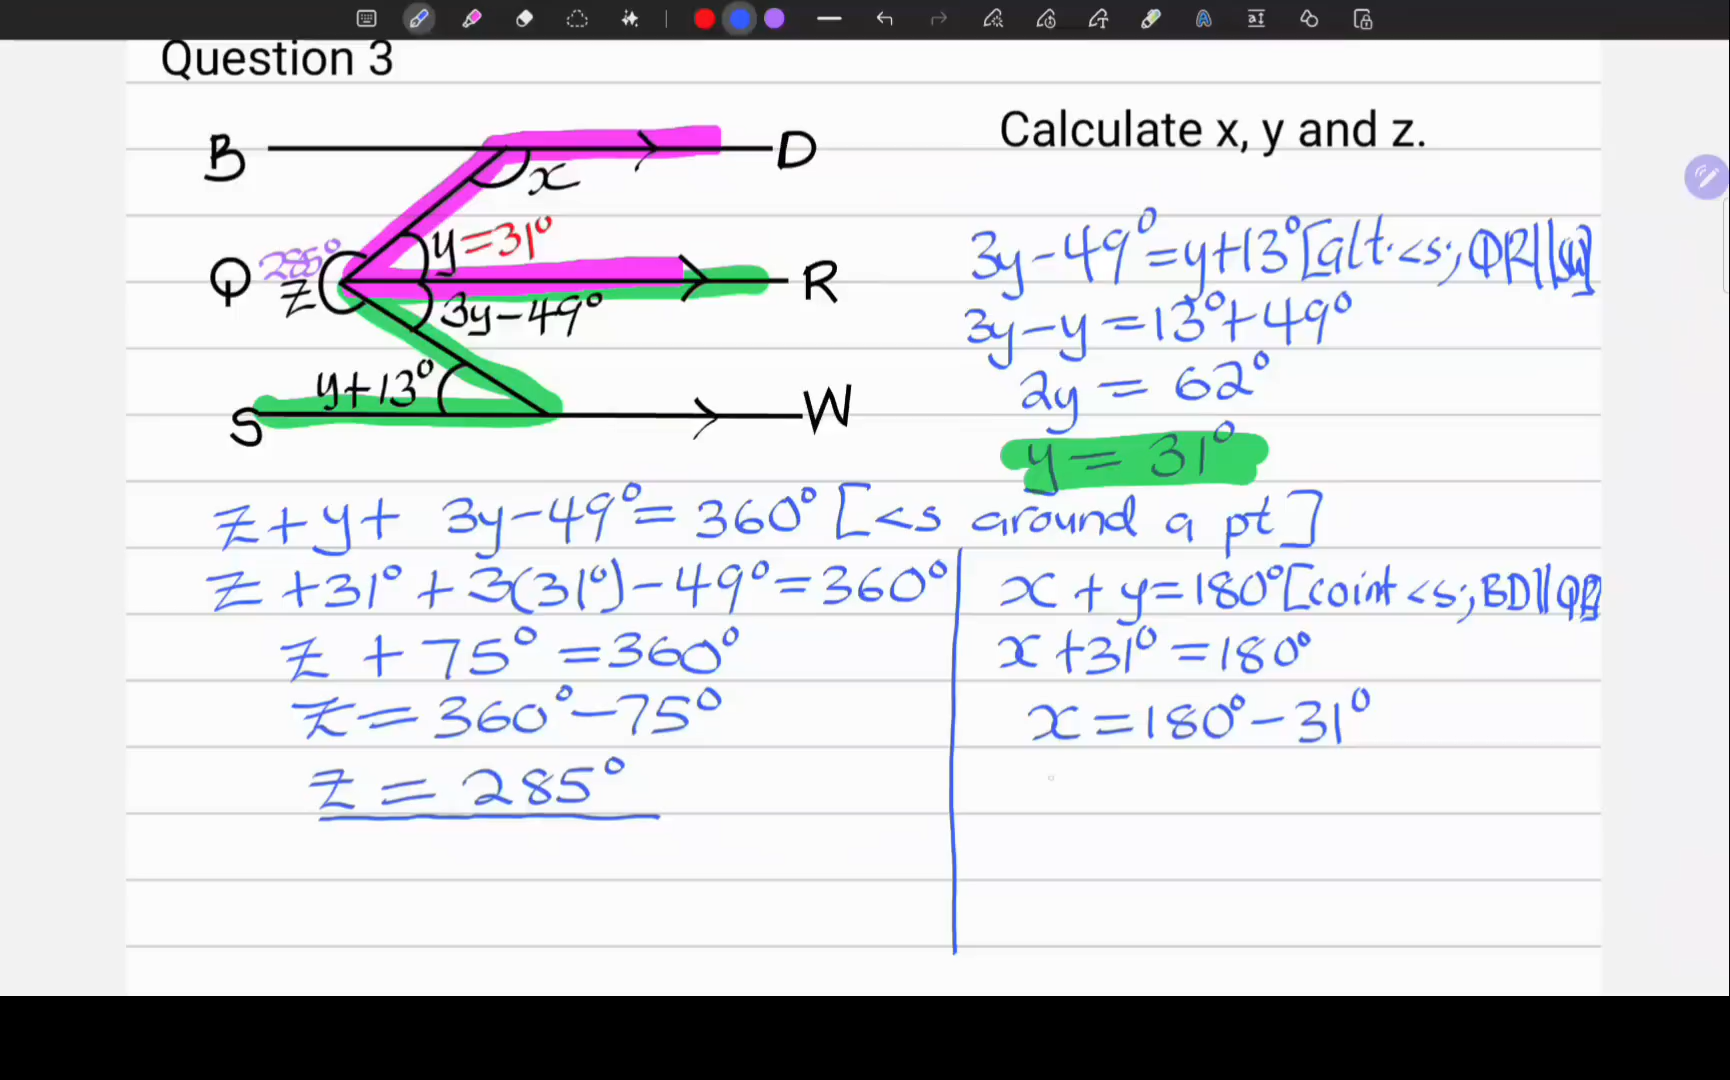 Question 3
Calculate x, y and z.
B
D
x
y=31°
Q
285°
z
R
3y-49°
y+13°
S
W
3y-49°=y+13°[alt.<s;,QR||SW]
3y-y=13°+49°
2y = 62°
y = 31°
z+y+ 3y-49°=360° [<s around a pt]
z+31°+3(31°)-49°=360°
z + 75° =360°
z=360°-75°
z = 285°
x + y=180°[coint <s;,BD||QR
x+31° =180°
x=180°-31°